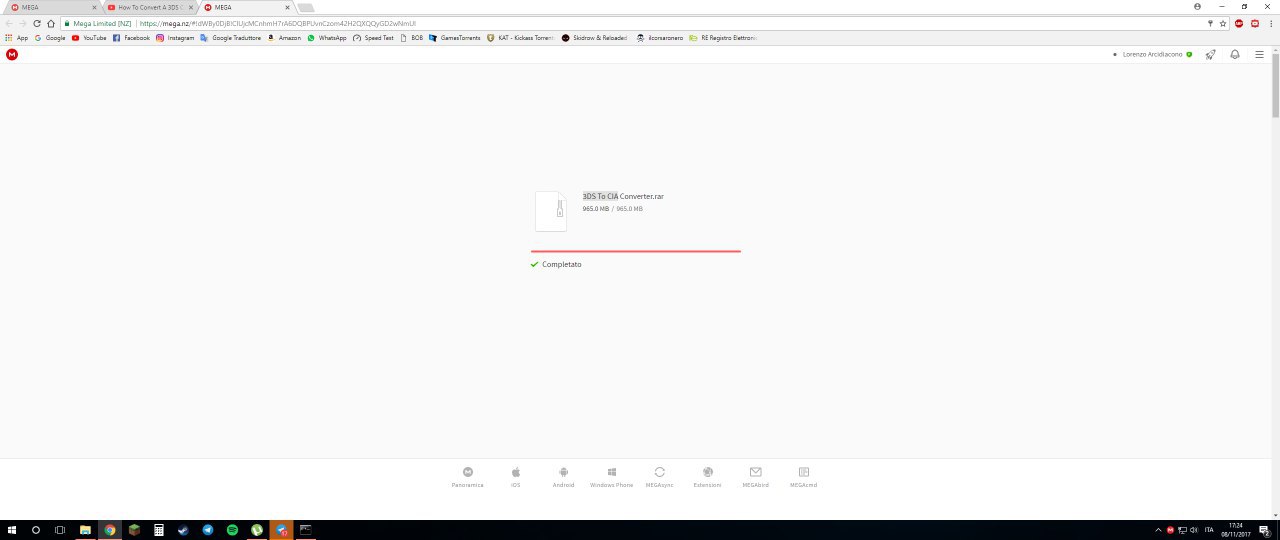 MEGA
How To Convert A 3DS
MEGA
Mega Limited [NZ] https://mega.nz/
App Google YouTube Facebook Instagram Google Traduttore Amazon WhatsApp Speed Test BOB GamesTorrents KAT - Kickass Torrent Skidrow & Reloaded ilcorsaronero RE Registro Elettroni
Lorenzo Arcidiacono
3DS To CIA Converter.rar
965.0 MB / 965.0 MB
Completato
Panoramica iOS Android Windows Phone MEGAsync Estensioni MEGAbird MEGAcmd
ITA
17:24
08/11/2017